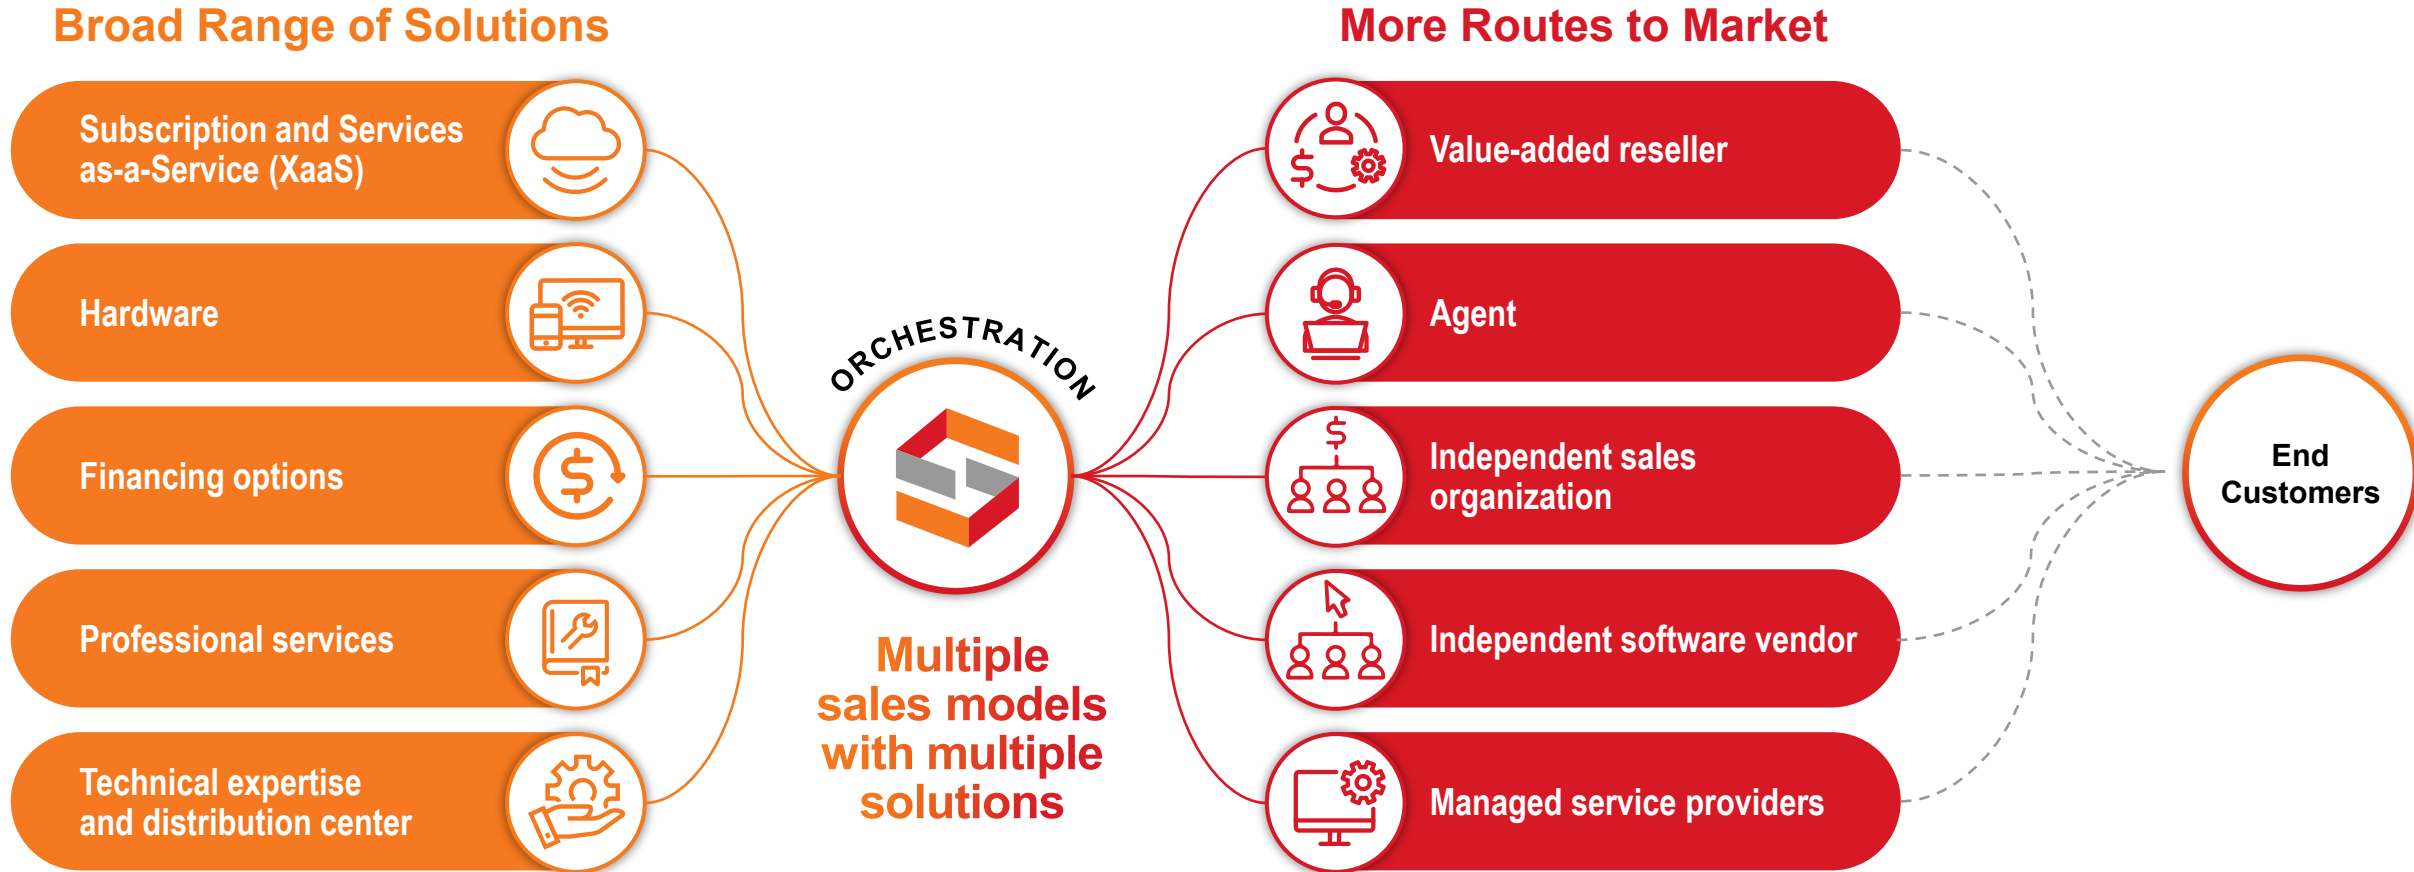 Broad Range of Solutions
Subscription and Services
as-a-Service (XaaS)
Hardware
Financing options
Professional services
Technical expertise
and distribution center
ORCHESTRATION
Multiple
sales models
with multiple
solutions
More Routes to Market
Value-added reseller
Agent
Independent sales
organization
Independent software vendor
Managed service providers
End
Customers